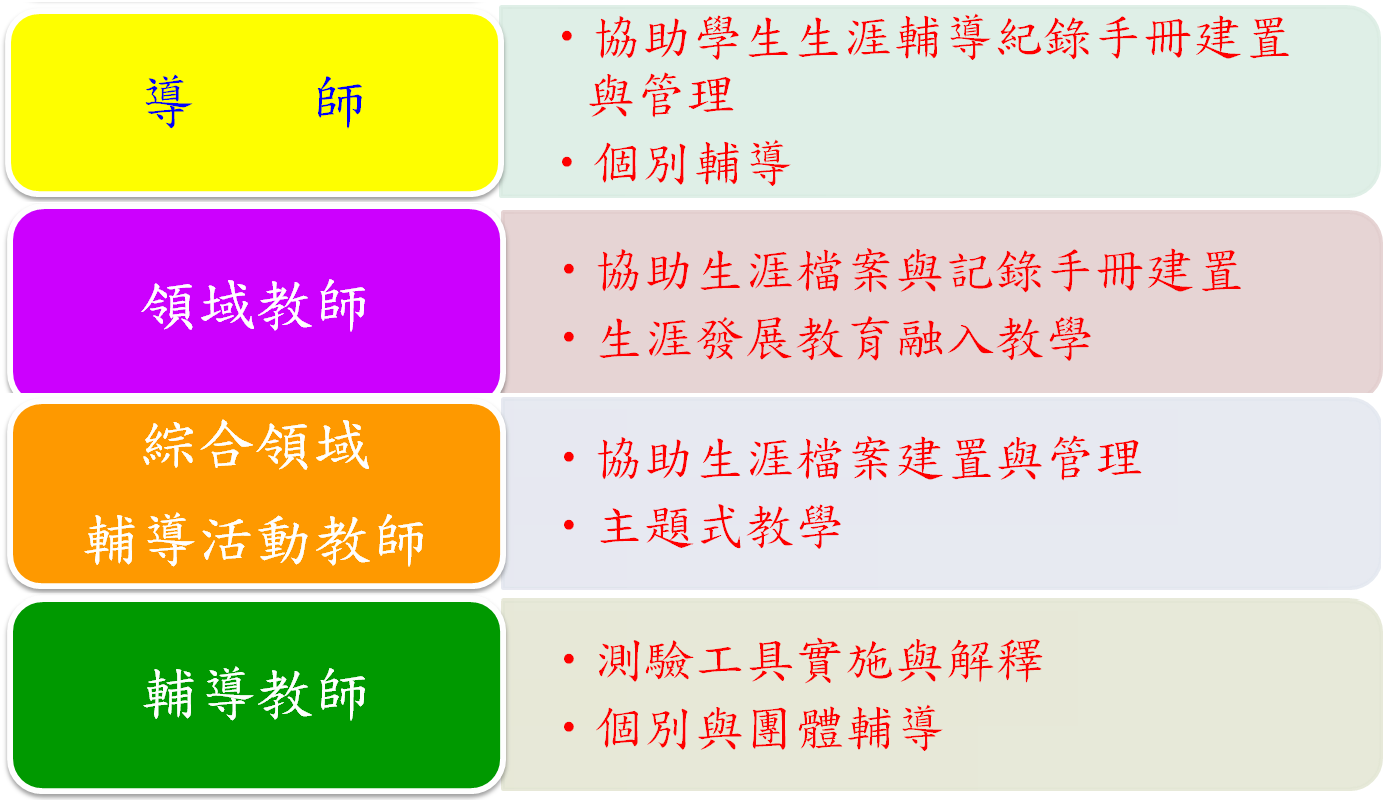 導 師
• 協助學生生涯輔導紀錄手冊建置
與管理
• 個別輔導
領域教師
• 協助生涯檔案與記錄手冊建置
• 生涯發展教育融入教學
綜合領域
輔導活動教師
• 協助生涯檔案建置與管理
• 主題式教學
輔導教師
• 測驗工具實施與解釋
• 個別與團體輔導